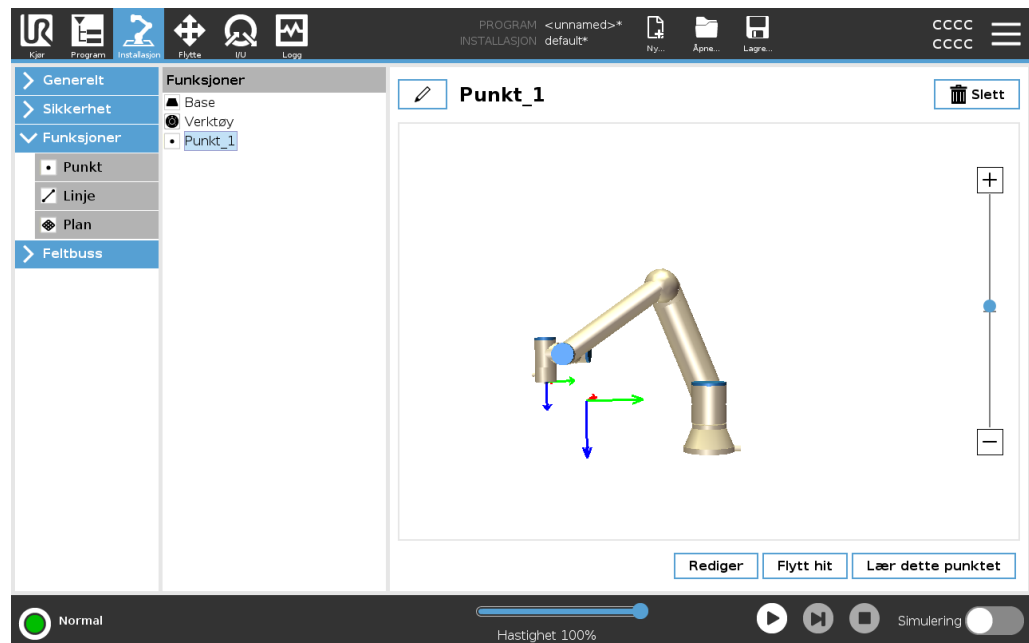 UR
PROGRAM <unnamed>*
INSTALLASJON default*
CCCC
CCCC
Kjør Program Installasjon Flytte I/U Logg Ny... Åpne... Lagre...
Generelt
Sikkerhet
Funksjoner
Punkt
Linje
Plan
Feltbuss
Funksjoner
Base
Verktøy
Punkt_1
Punkt_1
Slett
Rediger Flytt hit Lær dette punktet
Normal
Hastighet 100%
Simulering